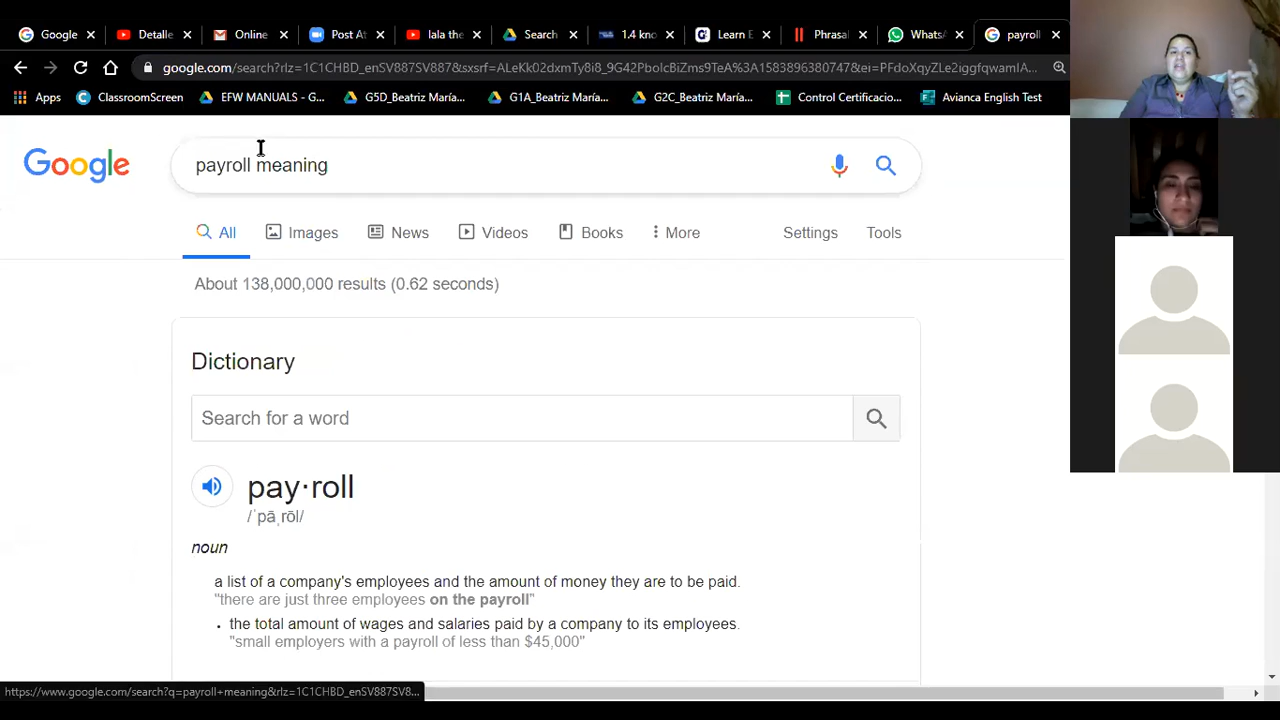 Google
Detalle
Online
Post At
lala the
Search
1.4 kno
Learn E
Phrasal
WhatsA
payroll
google.com/search?rlz=1C1CHBD_enSV887SV887&sxsrf=ALeKk02dxmTy8i8_9G42PbolcBiZms9TeA%3A1583896380747&ei=PFdoXqyZLe2iggfqwamIA...
Apps
ClassroomScreen
EFW MANUALS - G...
G5D_Beatriz María...
G1A_Beatriz María...
G2C_Beatriz María...
Control Certificacio...
Avianca English Test
Google
payroll meaning
All
Images
News
Videos
Books
More
Settings
Tools
About 138,000,000 results (0.62 seconds)
Dictionary
Search for a word
pay·roll
/ˈpāˌrōl/
noun
a list of a company's employees and the amount of money they are to be paid.
"there are just three employees on the payroll"
• the total amount of wages and salaries paid by a company to its employees.
"small employers with a payroll of less than $45,000"
https://www.google.com/search?q=payroll+meaning&rlz=1C1CHBD_enSV887SV8...